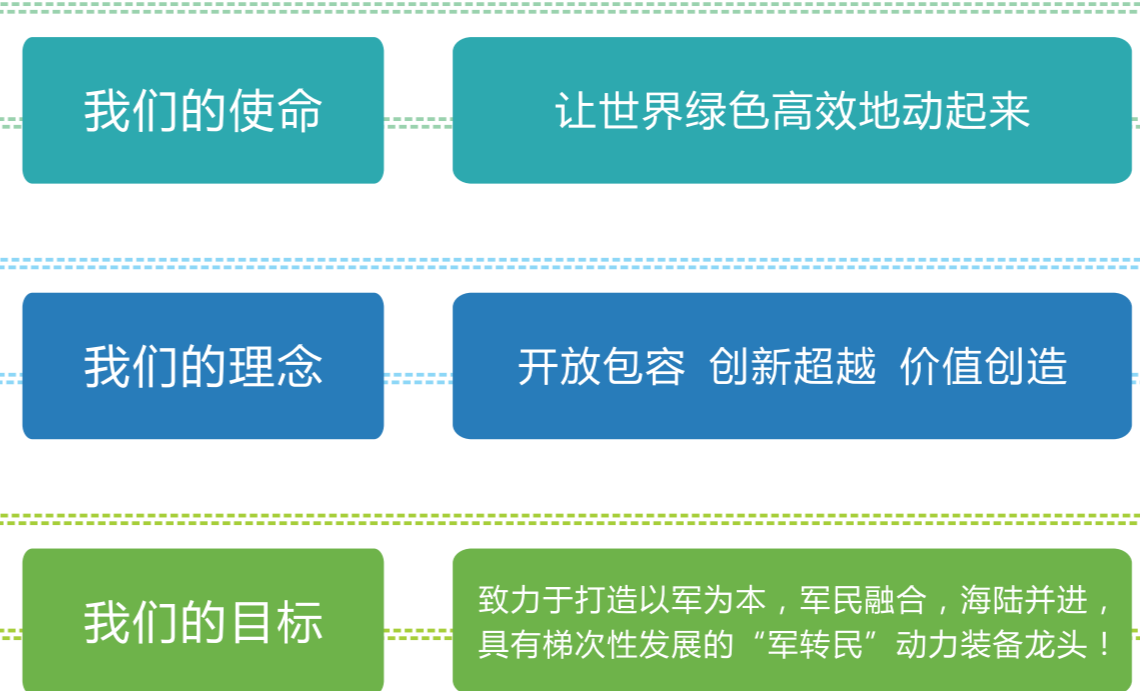 我们的使命
让世界绿色高效地动起来
我们的理念
开放包容 创新超越 价值创造
我们的目标
致力于打造以军为本，军民融合，海陆并进，
具有梯次性发展的“军转民”动力装备龙头！